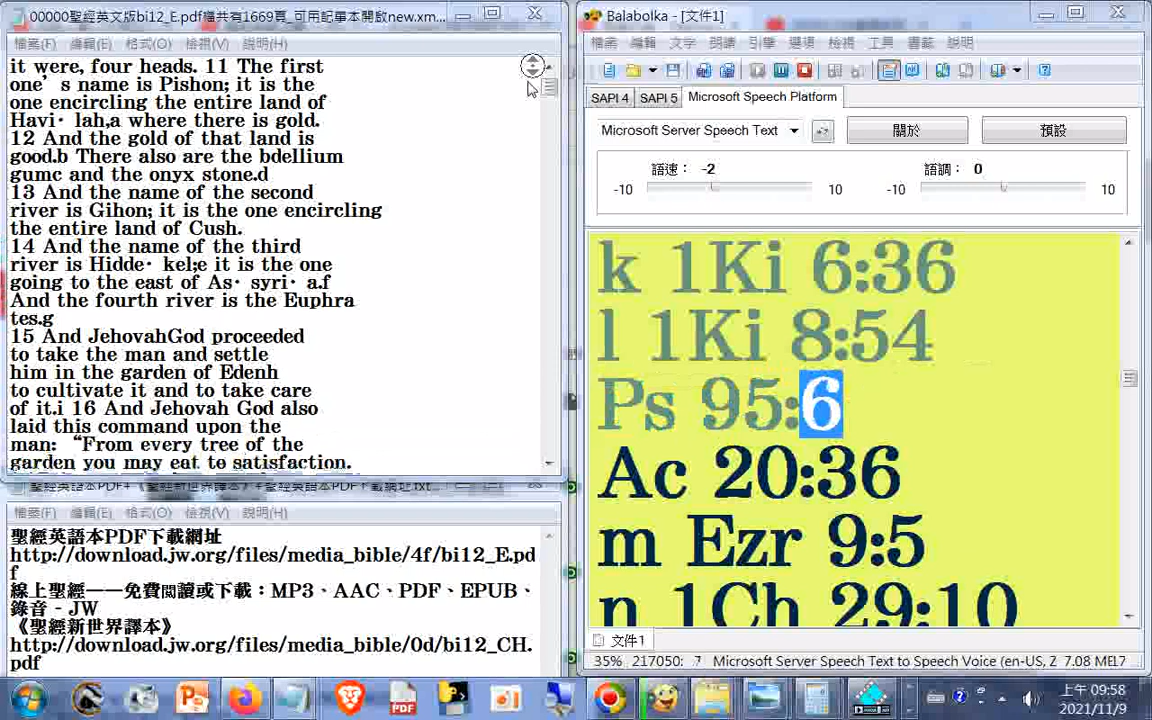 00000聖經英文版bi12_E.pdf檔共有1669頁_可用記事本開啟new.xm...
檔案(F) 編輯(E) 格式(O) 檢視(V) 說明(H)
it were, four heads. 11 The first
one’s name is Pishon; it is the
one encircling the entire land of
Havi· lah,a where there is gold.
12 And the gold of that land is
good.b There also are the bdellium
gumc and the onyx stone.d
13 And the name of the second
river is Gihon; it is the one encircling
the entire land of Cush.
14 And the name of the third
river is Hidde· kel;e it is the one
going to the east of As· syri· a.f
And the fourth river is the Euphra
tes.g
15 And JehovahGod proceeded
to take the man and settle
him in the garden of Edenh
to cultivate it and to take care
of it.i 16 And Jehovah God also
laid this command upon the
man: “From every tree of the
garden you may eat to satisfaction.
檔案(F) 編輯(E) 格式(O) 檢視(V) 說明(H)
聖經英語本PDF下載網址
http://download.jw.org/files/media_bible/4f/bi12_E.pd
f
線上聖經——免費閱讀或下載：MP3、AAC、PDF、EPUB、
錄音 - JW
《聖經新世界譯本》
http://download.jw.org/files/media_bible/0d/bi12_CH.
pdf
Balabolka - [文件1]
檔案 編輯 文字 朗讀 引擎 選項 檢視 工具 書籤 說明
SAPI 4 SAPI 5 Microsoft Speech Platform
Microsoft Server Speech Text 關於 預設
語速： -2 語調： 0
-10 10 -10 10
k 1Ki 6:36
l 1Ki 8:54
Ps 95:6
Ac 20:36
m Ezr 9:5
n 1Ch 29:10
文件1
35% 217050: 7 Microsoft Server Speech Text to Speech Voice (en-US, Z 7.08 ME
上午 09:58
2021/11/9